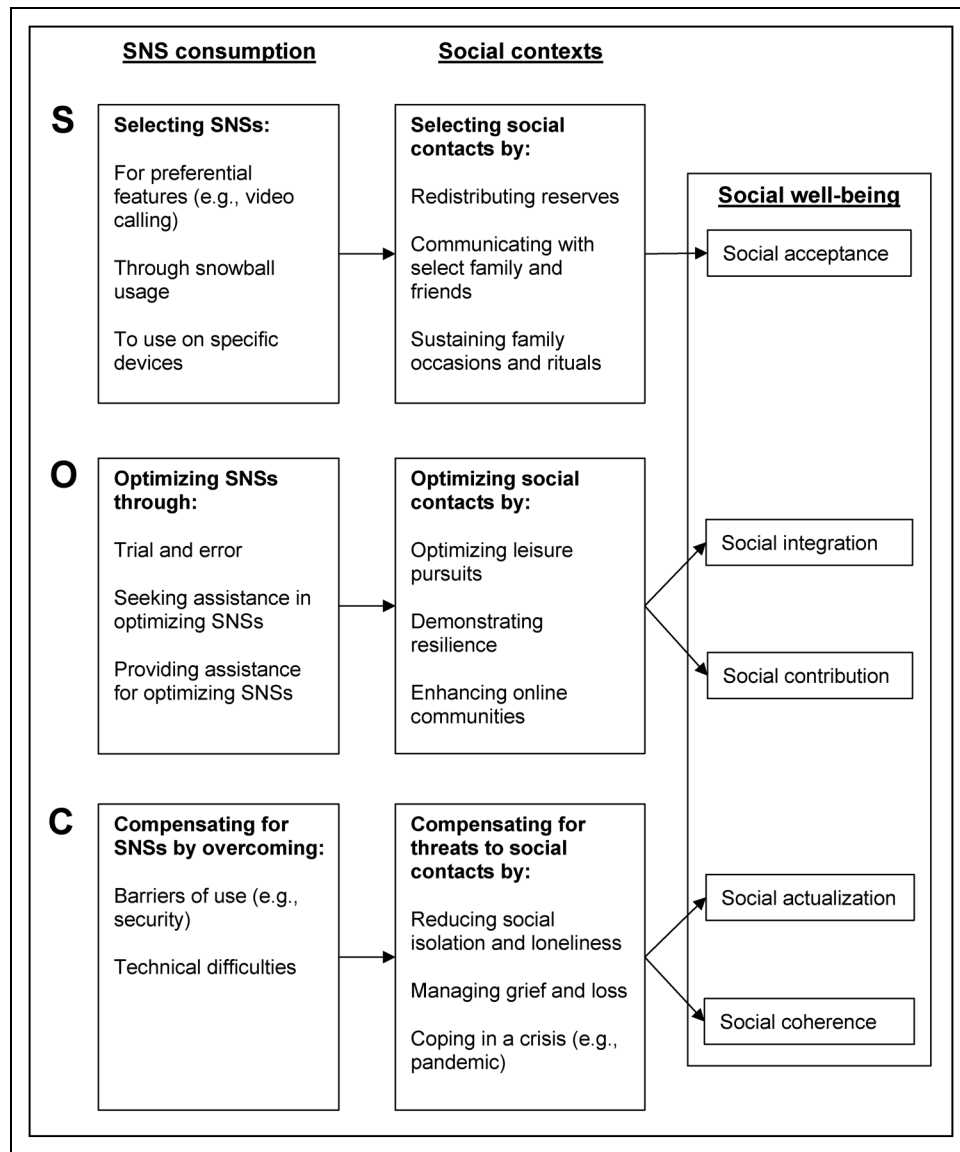 SNS consumption
Social contexts
S
Selecting SNSs:
For preferential
features (e.g., video
calling)
Through snowball
usage
To use on specific
devices
Selecting social
contacts by:
Redistributing reserves
Communicating with
select family and
friends
Sustaining family
occasions and rituals
Social well-being
Social acceptance
O
Optimizing SNSs
through:
Trial and error
Seeking assistance in
optimizing SNSs
Providing assistance
for optimizing SNSs
Optimizing social
contacts by:
Optimizing leisure
pursuits
Demonstrating
resilience
Enhancing online
communities
Social integration
Social contribution
C
Compensating for
SNSs by overcoming:
Barriers of use (e.g.,
security)
Technical difficulties
Compensating for
threats to social
contacts by:
Reducing social
isolation and loneliness
Managing grief and loss
Coping in a crisis (e.g.,
pandemic)
Social actualization
Social coherence